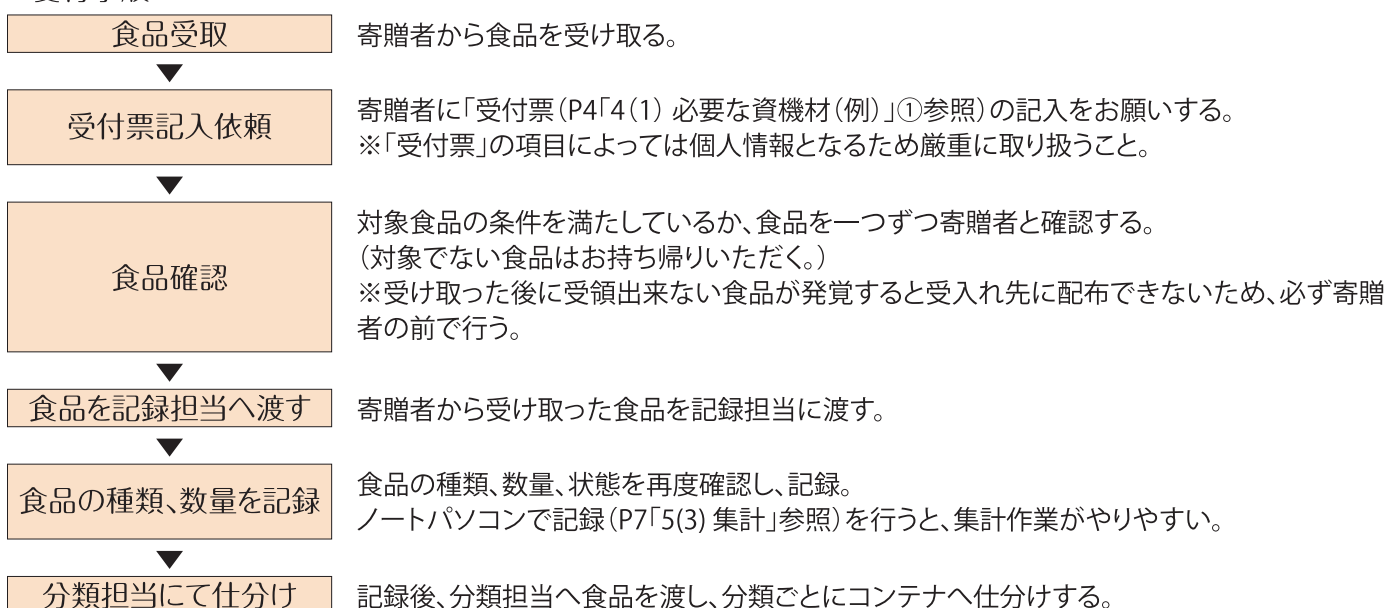 食品受取
寄贈者から食品を受け取る。
受付票記入依頼
寄贈者に「受付票（P4「4（1） 必要な資機材（例）」①参照）の記入をお願いする。
※「受付票」の項目によっては個人情報となるため厳重に取り扱うこと。
食品確認
対象食品の条件を満たしているか、食品を一つずつ寄贈者と確認する。
（対象でない食品はお持ち帰りいただく。）
※受け取った後に受領出来ない食品が発覚すると受入れ先に配布できないため、必ず寄贈
者の前で行う。
食品を記録担当へ渡す
寄贈者から受け取った食品を記録担当に渡す。
食品の種類、数量を記録
食品の種類、数量、状態を再度確認し、記録。
ノートパソコンで記録（P7「5(3) 集計」参照）を行うと、集計作業がやりやすい。
分類担当にて仕分け
記録後、分類担当へ食品を渡し、分類ごとにコンテナへ仕分けする。